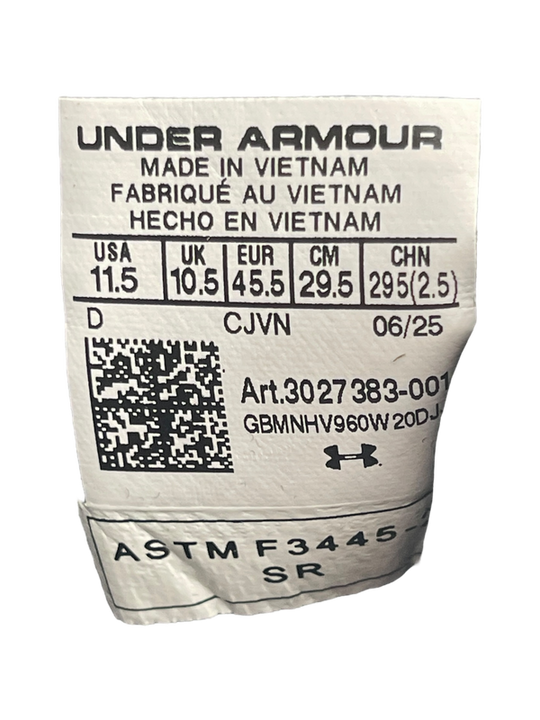 UNDER ARMOUR
MADE IN VIETNAM
FABRIQUÉ AU VIETNAM
HECHO EN VIETNAM
USA UK EUR CM CHN
11.5 10.5 45.5 29.5 295(2.5)
D CJVN 06/25
Art.3027383-001
GBMNHV960W20DJ
ASTM F3445-
SR